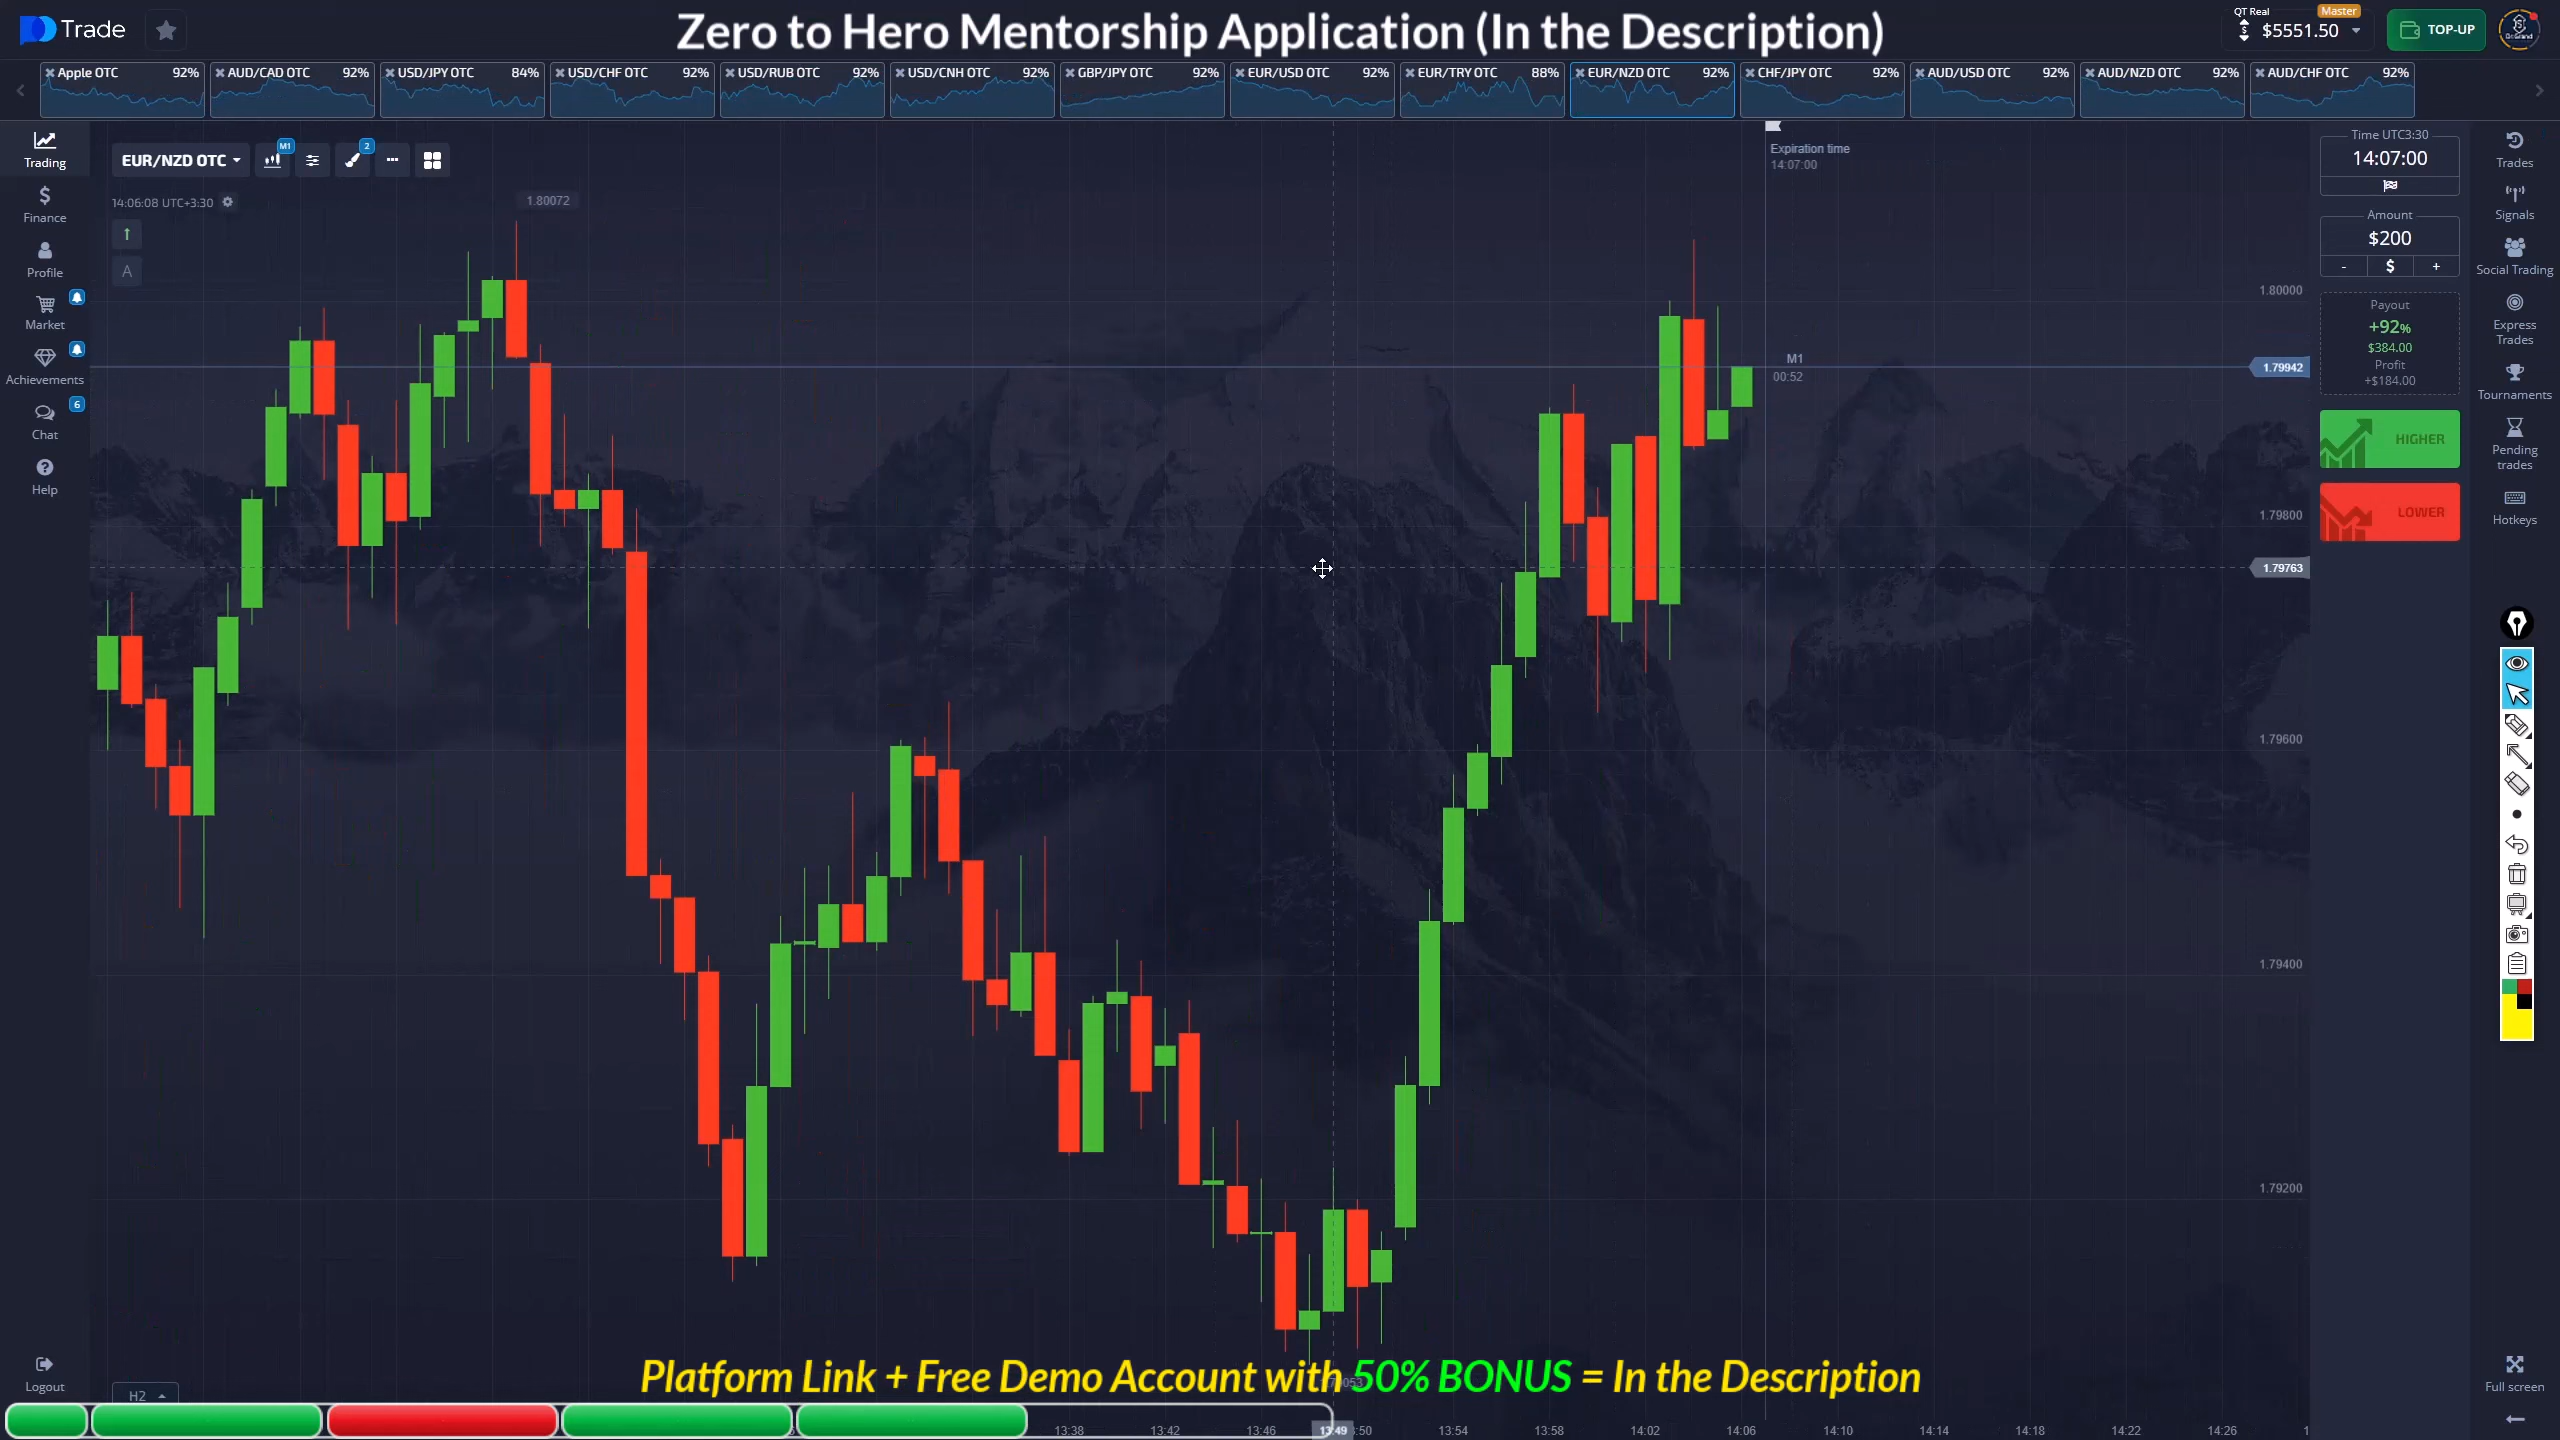 Trade
Zero to Hero Mentorship Application (In the Description)
QT Real
Master
$5551.50
TOP-UP
Apple OTC 92%
AUD/CAD OTC 92%
USD/JPY OTC 84%
USD/CHF OTC 92%
USD/RUB OTC 92%
USD/CNH OTC 92%
GBP/JPY OTC 92%
EUR/USD OTC 92%
EUR/TRY OTC 88%
EUR/NZD OTC 92%
CHF/JPY OTC 92%
AUD/USD OTC 92%
AUD/NZD OTC 92%
AUD/CHF OTC 92%
Trading
Finance
Profile
Market
Achievements
6
Chat
Help
Logout
EUR/NZD OTC
M1
2
14:06:08 UTC+3:30
A
1.80072
Expiration time
14:07:00
M1
00:52
1.80000
1.79942
1.79800
1.79763
1.79600
1.79400
1.79200
Time UTC3:30
14:07:00
Amount
$200
- $ +
Payout
+92%
$384.00
Profit
+$184.00
HIGHER
LOWER
Trades
Signals
Social Trading
Express
Trades
Tournaments
Pending
trades
Hotkeys
Full screen
Platform Link + Free Demo Account with 50% BONUS = In the Description
H2
13:38 13:42 13:46 13:49 :50 13:54 13:58 14:02 14:06 14:10 14:14 14:18 14:22 14:26